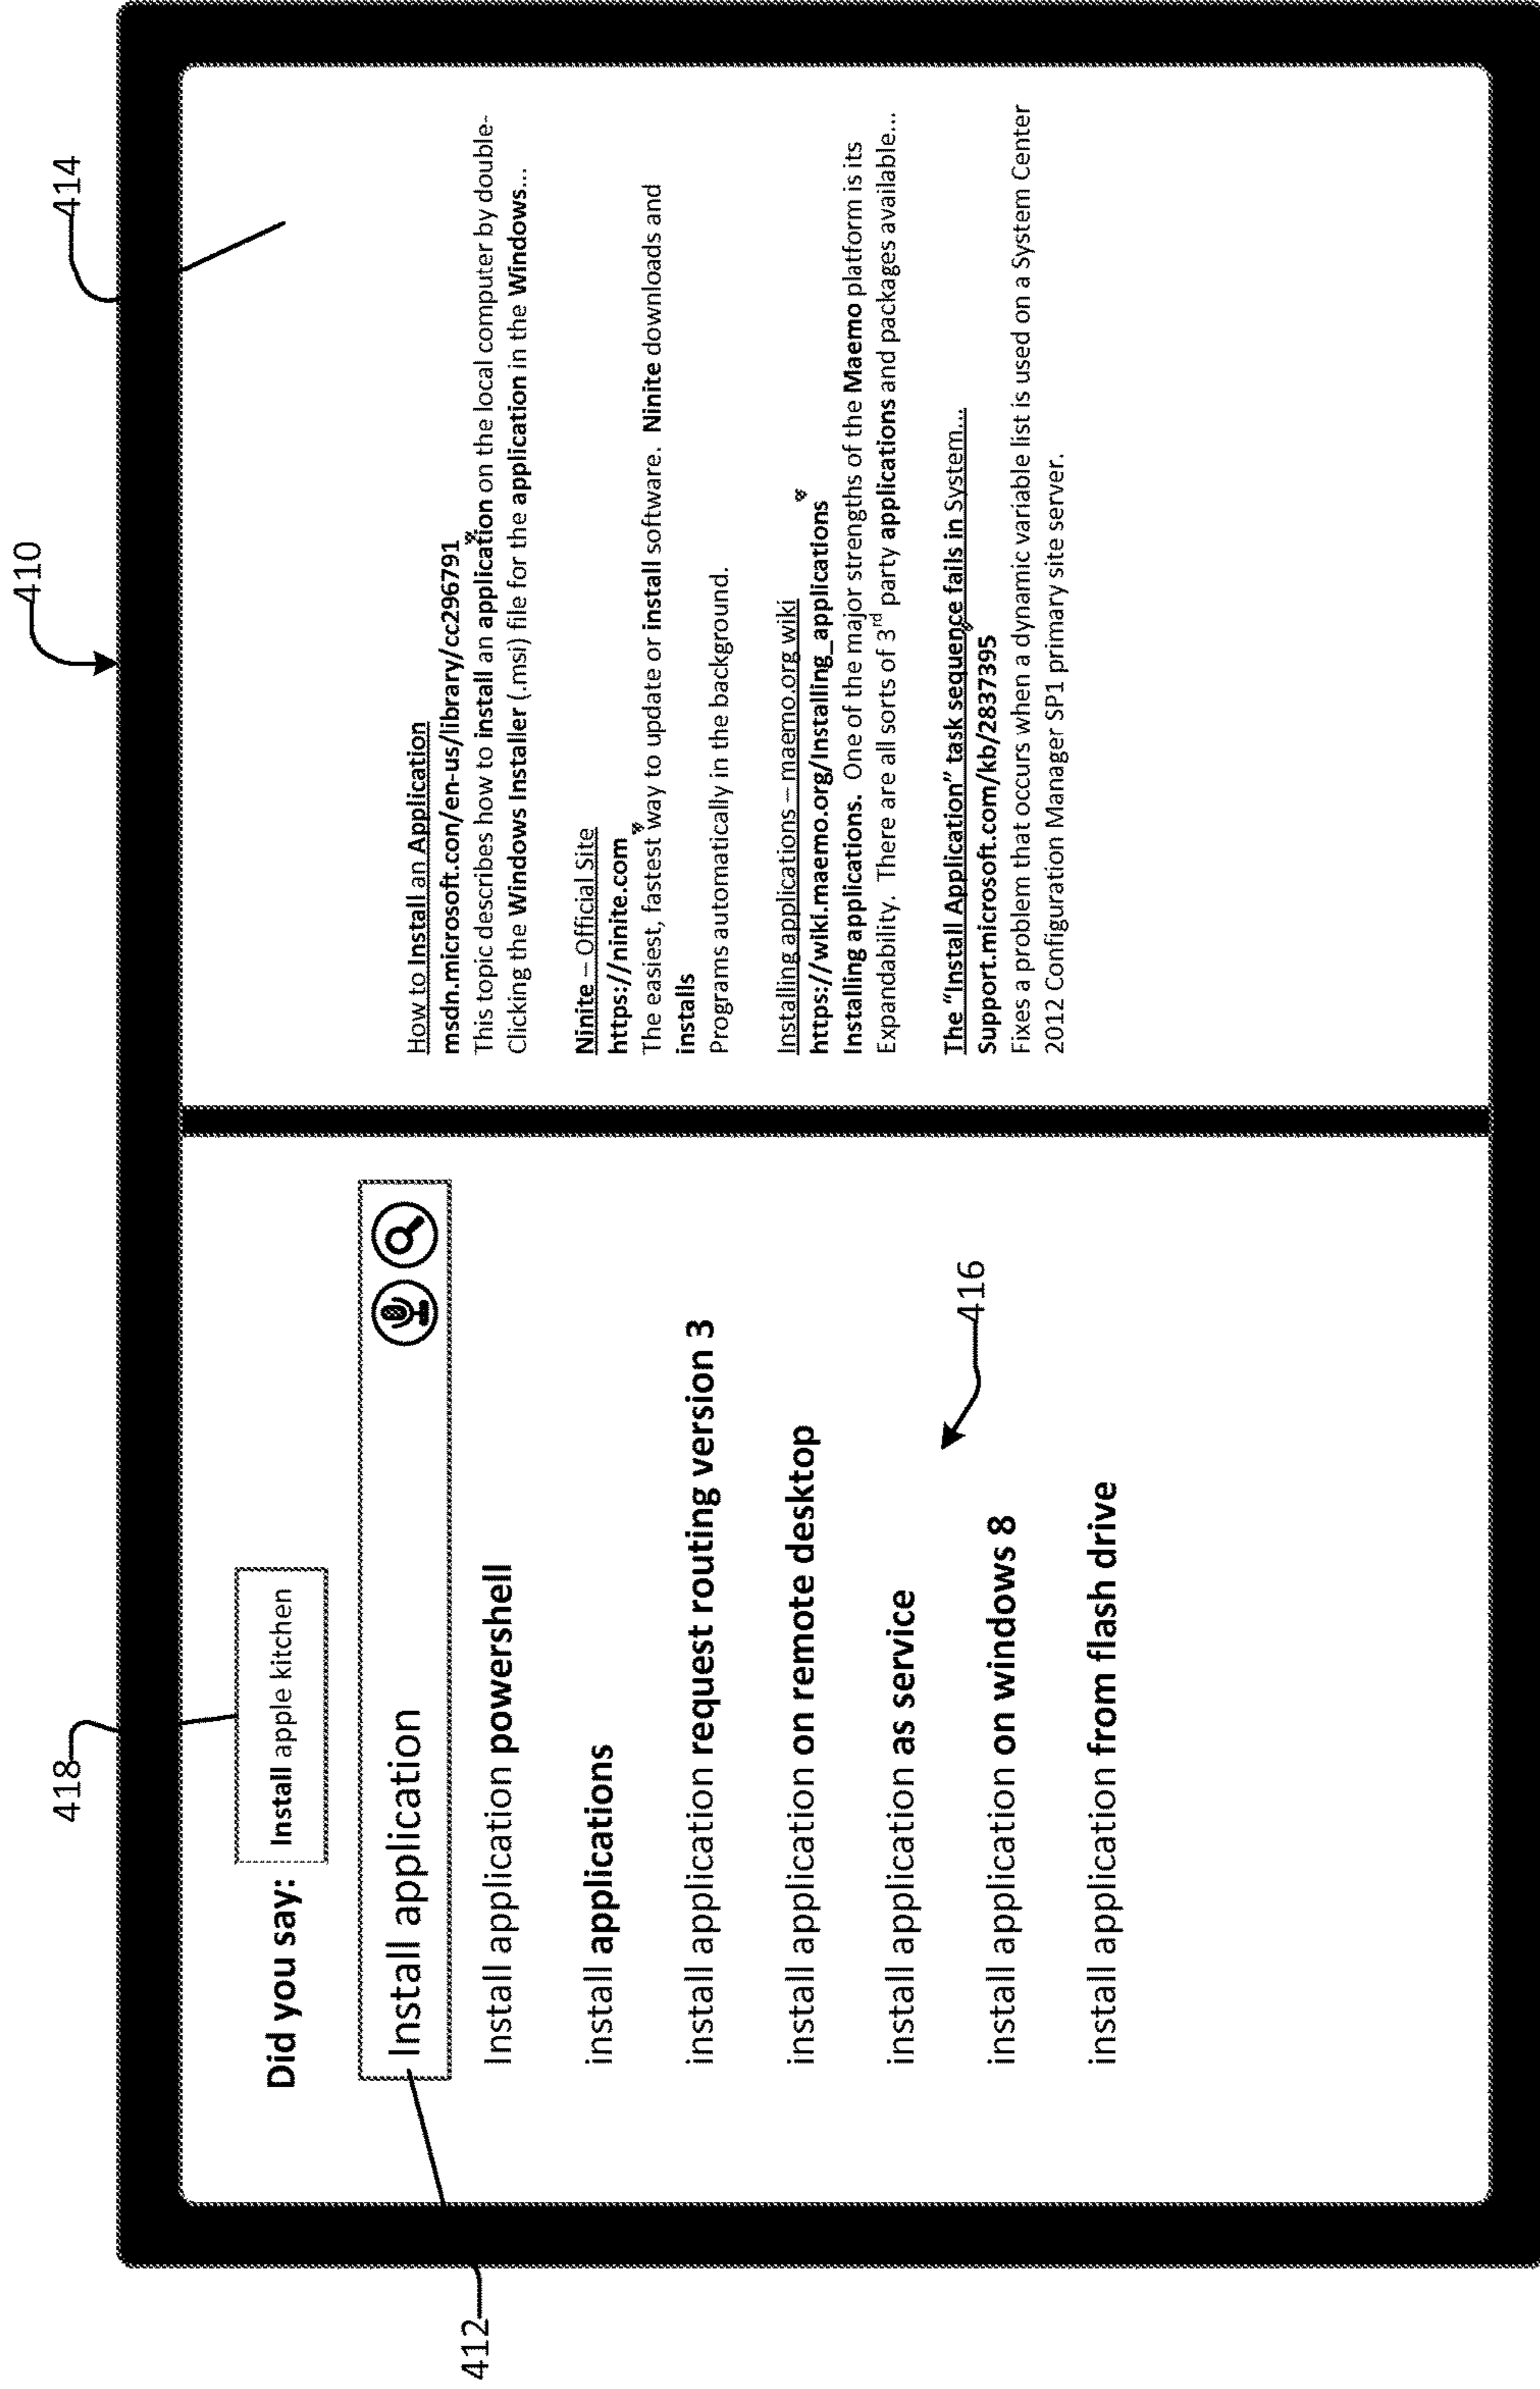 410
418
414
Did you say: Install apple kitchen
412
Install application
Install application powershell
install applications
install application request routing version 3
install application on remote desktop
install application as service
install application on windows 8
install application from flash drive
416
How to Install an Application
msdn.microsoft.con/en-us/library/cc296791
This topic describes how to install an application on the local computer by double-
Clicking the Windows Installer (.msi) file for the application in the Windows...
Ninite – Official Site
https://ninite.com
The easiest, fastest way to update or install software. Ninite downloads and
installs
Programs automatically in the background.
Installing applications – maemo.org wiki
https://wiki.maemo.org/Installing_applications
Installing applications. One of the major strengths of the Maemo platform is its
Expandability. There are all sorts of 3rd party applications and packages available...
The “Install Application” task sequence fails in System...
Support.microsoft.com/kb/2837395
Fixes a problem that occurs when a dynamic variable list is used on a System Center
2012 Configuration Manager SP1 primary site server.